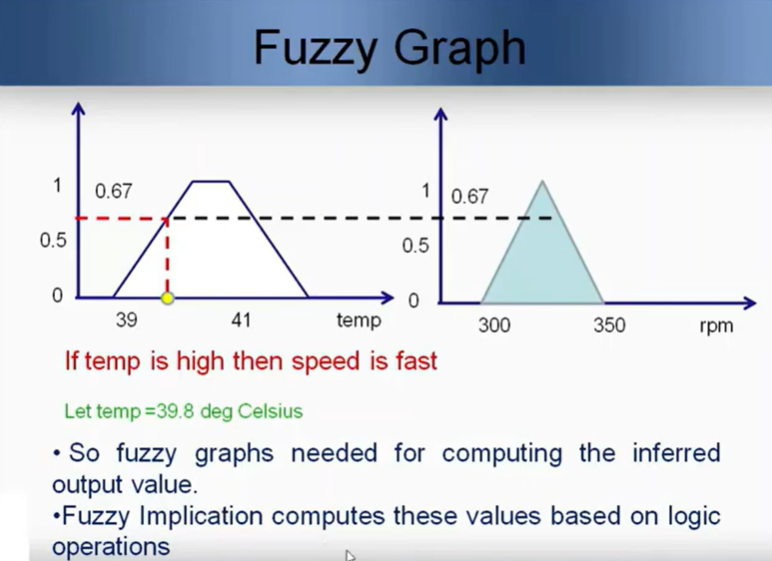 Fuzzy Graph
1
0.67
0.5
0
39
41
temp
1
0.67
0.5
0
300
350
rpm
If temp is high then speed is fast
Let temp =39.8 deg Celsius
• So fuzzy graphs needed for computing the inferred
output value.
•Fuzzy Implication computes these values based on logic
operations